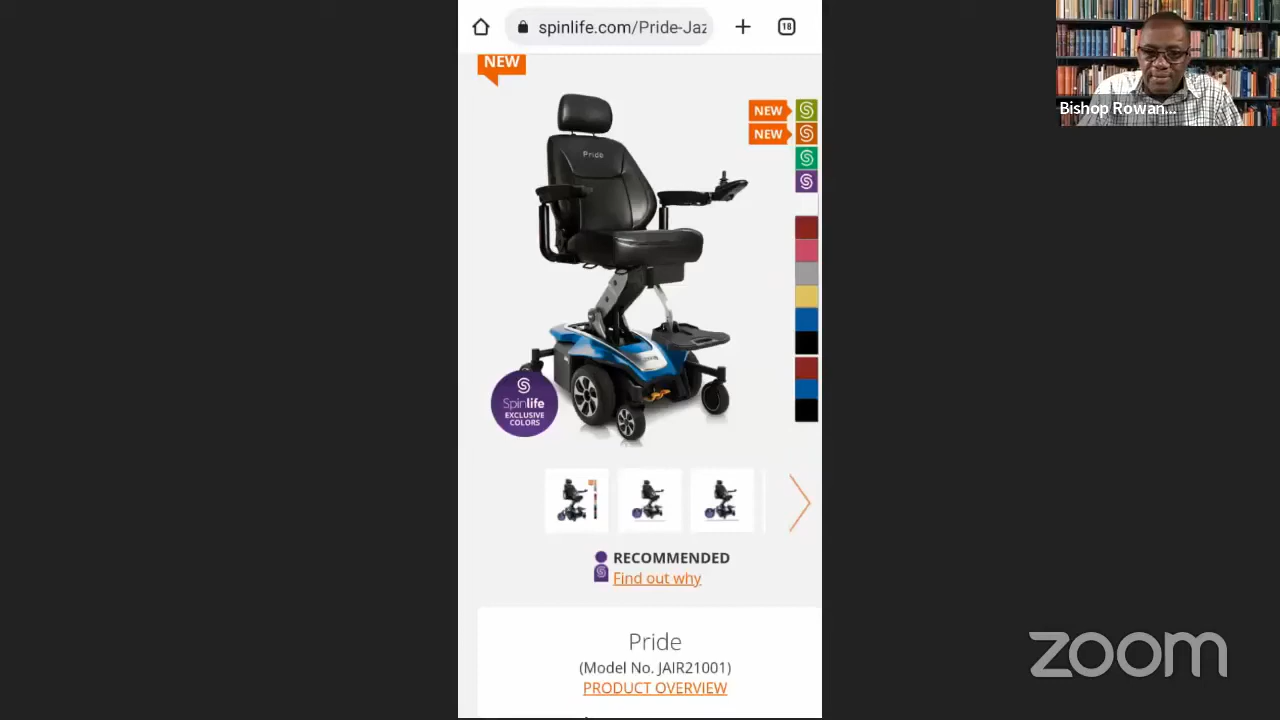 spinlife.com/Pride-Jaz
18
NEW
NEW
NEW
Pride
Spinlife
EXCLUSIVE
COLORS
RECOMMENDED
Find out why
Pride
(Model No. JAIR21001)
PRODUCT OVERVIEW
Bishop Rowan...
zoom